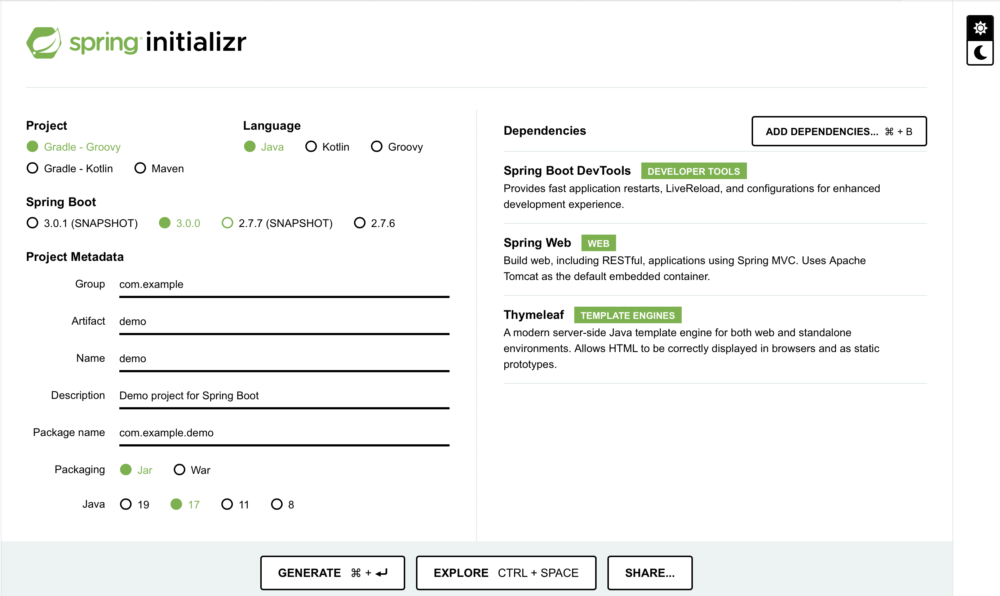 spring initializr
Project
Gradle - Groovy
Gradle - Kotlin Maven
Language
Java Kotlin Groovy
Spring Boot
3.0.1 (SNAPSHOT) 3.0.0 2.7.7 (SNAPSHOT) 2.7.6
Project Metadata
Group com.example
Artifact demo
Name demo
Description Demo project for Spring Boot
Package name com.example.demo
Packaging Jar War
Java 19 17 11 8
Dependencies
ADD DEPENDENCIES... ⌘ + B
Spring Boot DevTools DEVELOPER TOOLS
Provides fast application restarts, LiveReload, and configurations for enhanced
development experience.
Spring Web WEB
Build web, including RESTful, applications using Spring MVC. Uses Apache
Tomcat as the default embedded container.
Thymeleaf TEMPLATE ENGINES
A modern server-side Java template engine for both web and standalone
environments. Allows HTML to be correctly displayed in browsers and as static
prototypes.
GENERATE ⌘ + ↵
EXPLORE CTRL + SPACE
SHARE...